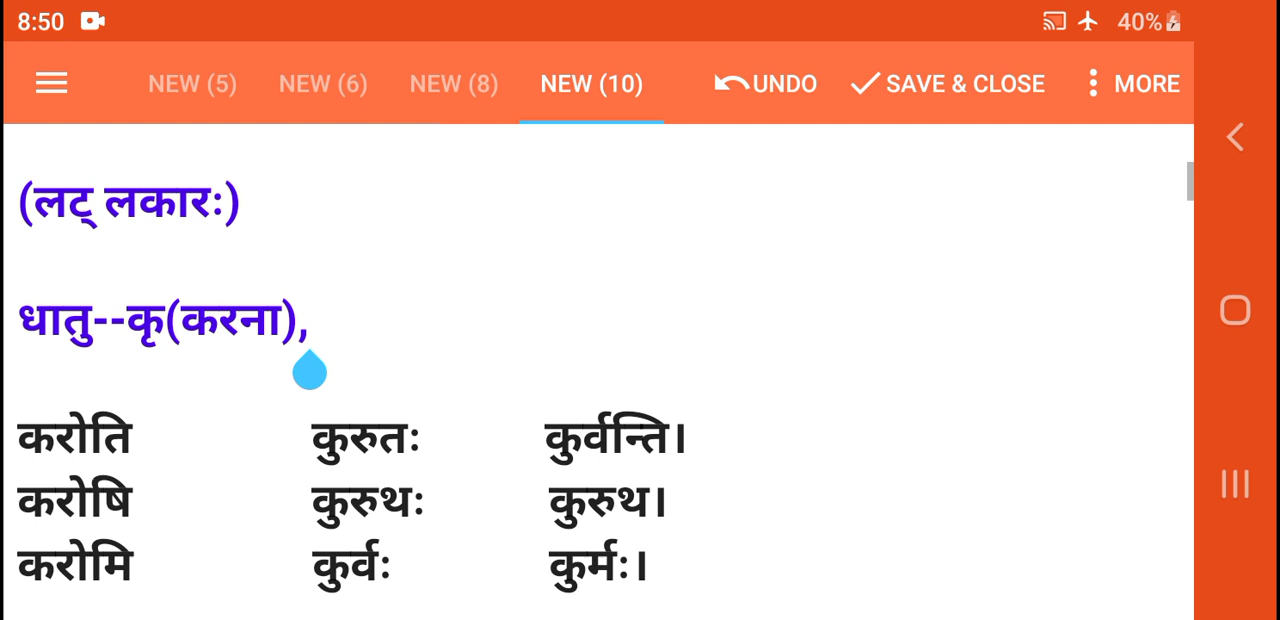 8:50 40%
NEW (5) NEW (6) NEW (8) NEW (10) UNDO SAVE & CLOSE MORE
(लट् लकारः)
धातु--कृ(करना),
करोति कुरुतः कुर्वन्ति।
करोषि कुरुथः कुरुथ।
करोमि कुर्वः कुर्मः।